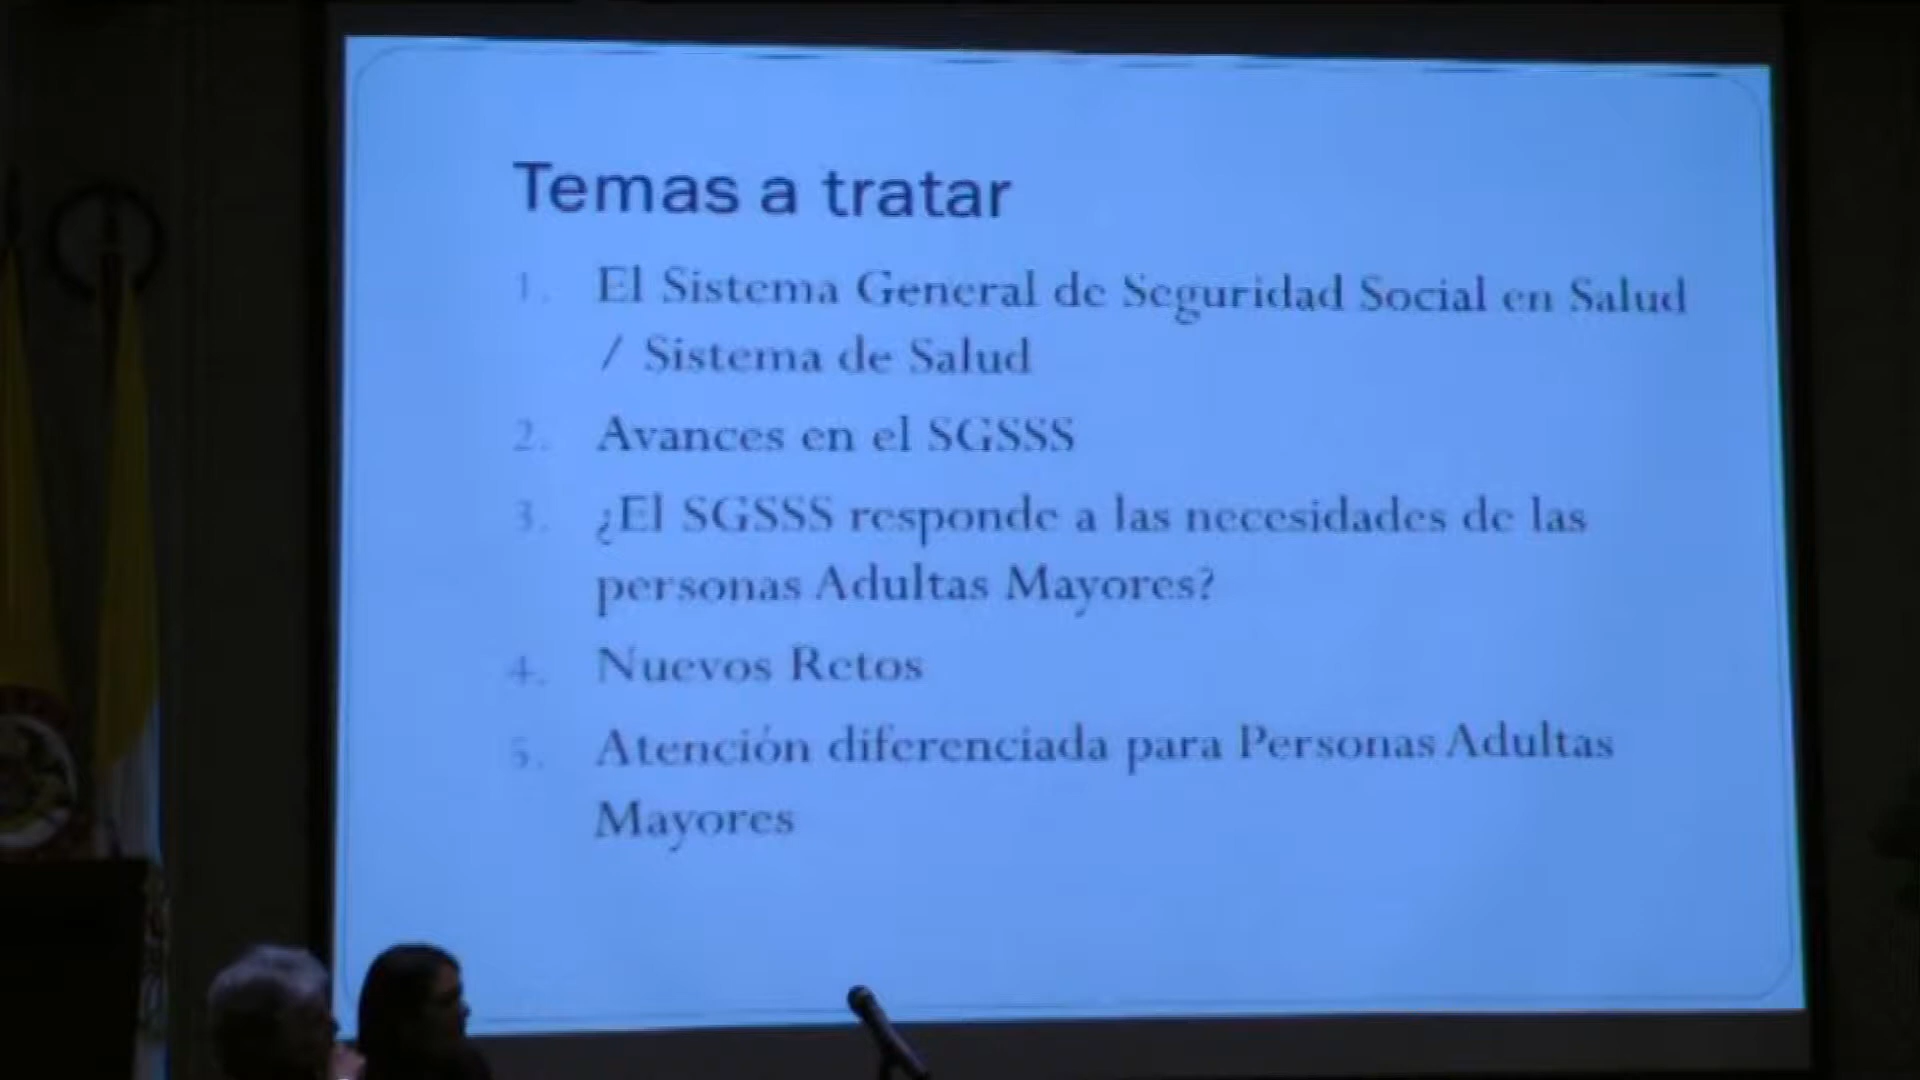 Temas a tratar
1. El Sistema General de Seguridad Social en Salud
/ Sistema de Salud
2. Avances en el SGSSS
3. ¿El SGSSS responde a las necesidades de las
personas Adultas Mayores?
4. Nuevos Retos
5. Atención diferenciada para Personas Adultas
Mayores